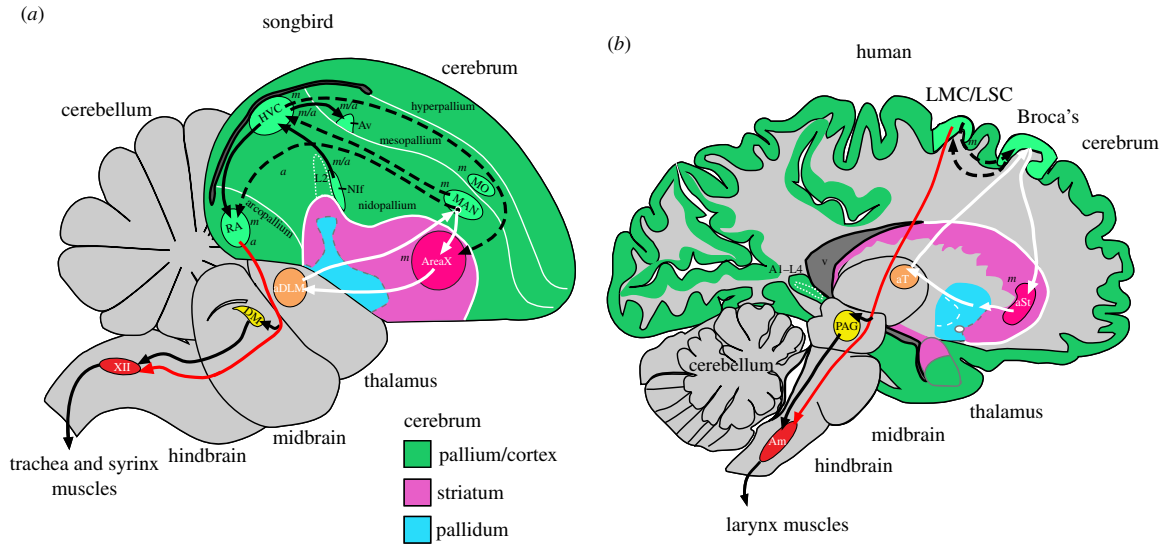 (a)
songbird
cerebellum
cerebrum
HVC
m
m/a
m/a
Av
hyperpallium
mesopallium
m/a
a
L2
NIf
nidopallium
m
MO
m
MAN
arcopallium
RA
m
a
m
AreaX
aDLM
DM
XII
thalamus
midbrain
hindbrain
trachea and syrinx
muscles
cerebrum
pallium/cortex
striatum
pallidum
(b)
human
LMC/LSC
Broca's
cerebrum
m
A1–L4
v
aT
m
aSt
PAG
cerebellum
thalamus
midbrain
Am
hindbrain
larynx muscles